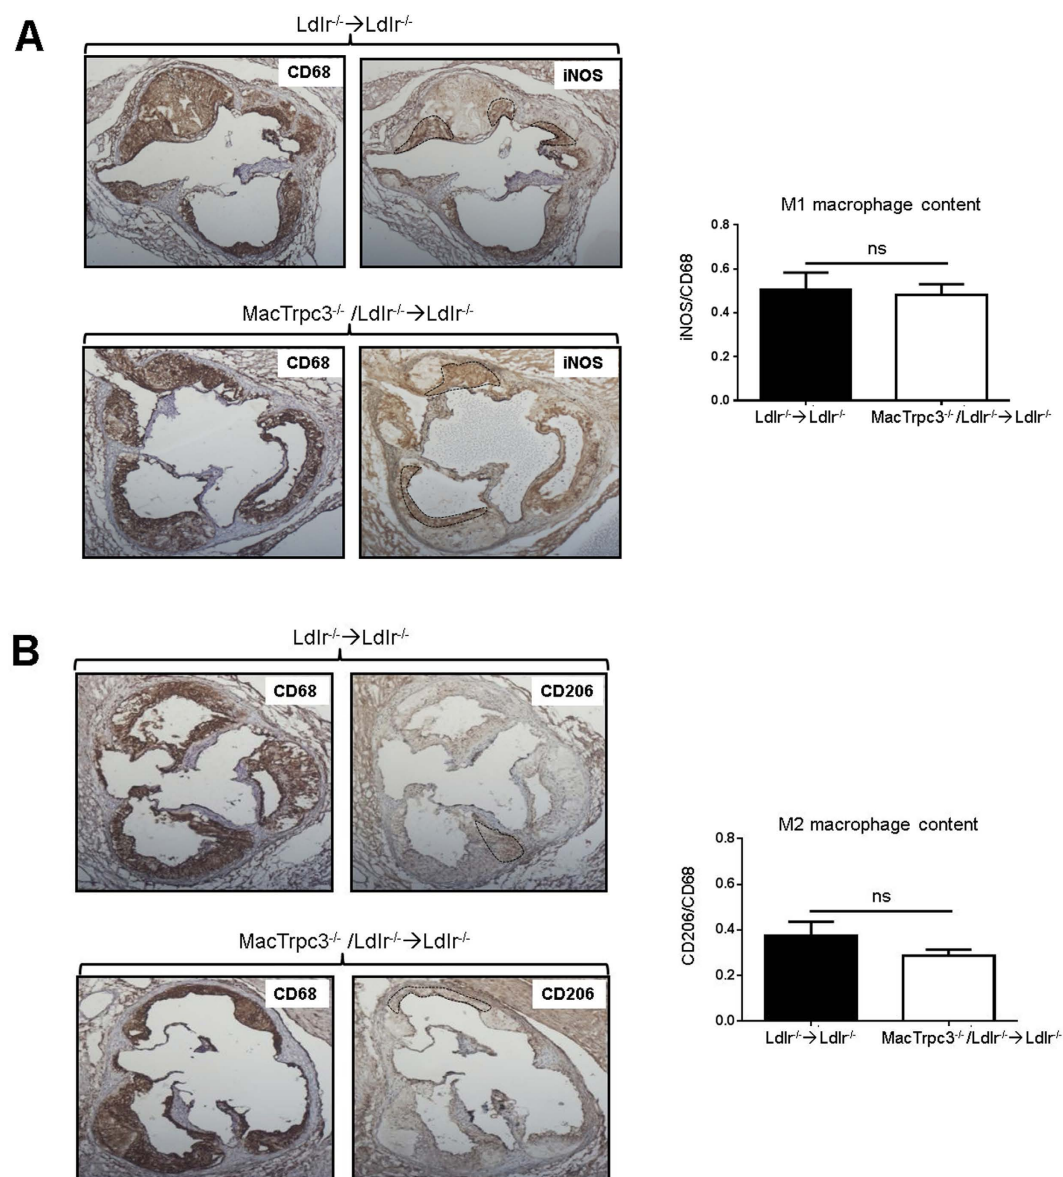 A
Ldlr-/-→Ldlr-/-
CD68
iNOS
MacTrpc3-/- /Ldlr-/-→Ldlr-/-
CD68
iNOS
M1 macrophage content
iNOS/CD68
0.8
0.6
0.4
0.2
0.0
ns
Ldlr-/-→Ldlr-/-
MacTrpc3-/-/Ldlr-/-→Ldlr-/-
B
Ldlr-/-→Ldlr-/-
CD68
CD206
MacTrpc3-/- /Ldlr-/-→Ldlr-/-
CD68
CD206
M2 macrophage content
CD206/CD68
0.8
0.6
0.4
0.2
0.0
ns
Ldlr-/-→Ldlr-/-
MacTrpc3-/-/Ldlr-/-→Ldlr-/-